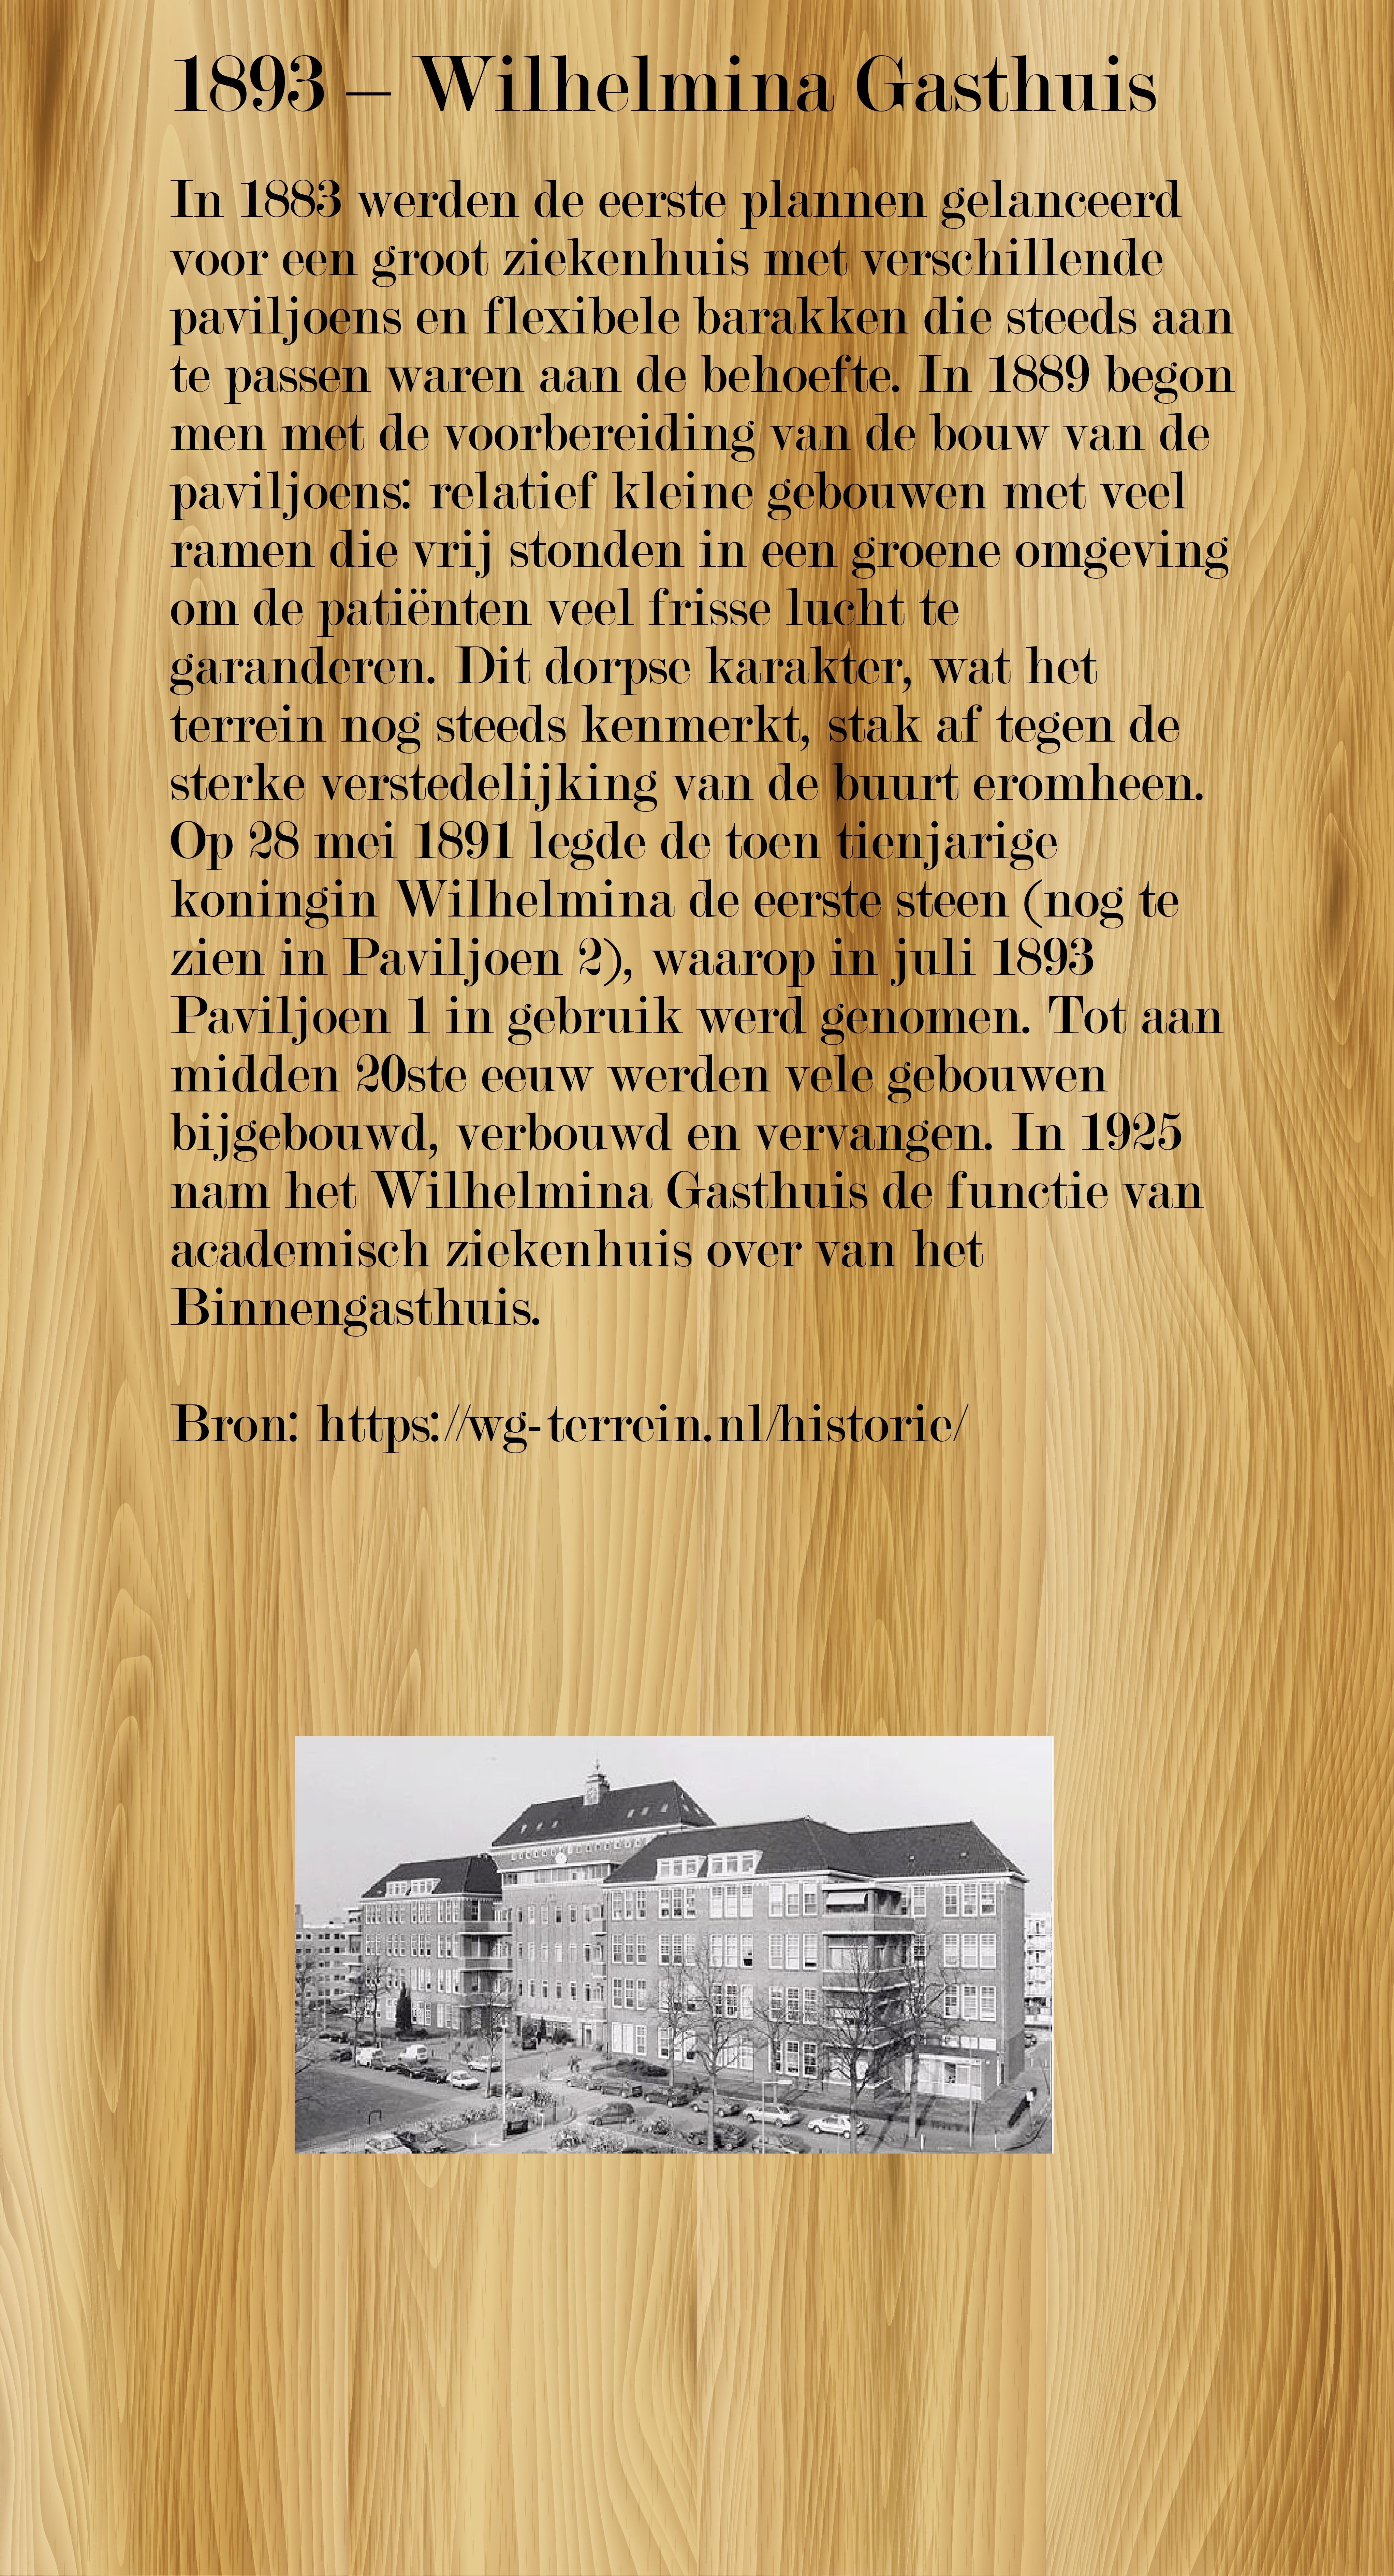 1893 – Wilhelmina Gasthuis
In 1883 werden de eerste plannen gelanceerd
voor een groot ziekenhuis met verschillende
paviljoens en flexibele barakken die steeds aan
te passen waren aan de behoefte. In 1889 begon
men met de voorbereiding van de bouw van de
paviljoens: relatief kleine gebouwen met veel
ramen die vrij stonden in een groene omgeving
om de patiënten veel frisse lucht te
garanderen. Dit dorpse karakter, wat het
terrein nog steeds kenmerkt, stak af tegen de
sterke verstedelijking van de buurt eromheen.
Op 28 mei 1891 legde de toen tienjarige
koningin Wilhelmina de eerste steen (nog te
zien in Paviljoen 2), waarop in juli 1893
Paviljoen 1 in gebruik werd genomen. Tot aan
midden 20ste eeuw werden vele gebouwen
bijgebouwd, verbouwd en vervangen. In 1925
nam het Wilhelmina Gasthuis de functie van
academisch ziekenhuis over van het
Binnengasthuis.
Bron: https://wg-terrein.nl/historie/